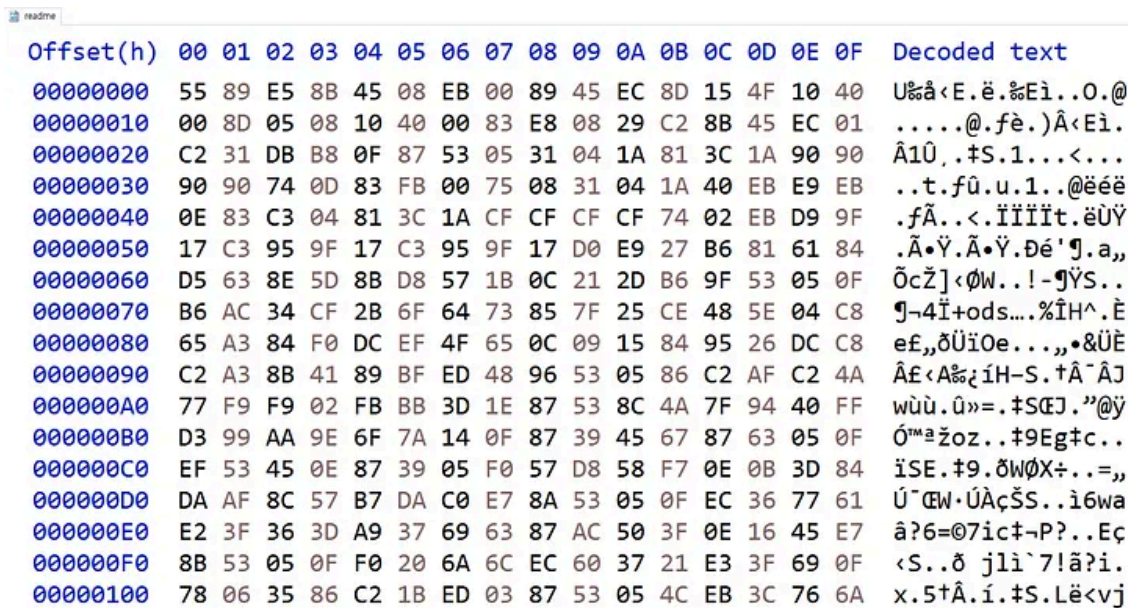 readme
Offset(h) 00 01 02 03 04 05 06 07 08 09 0A 0B 0C 0D 0E 0F Decoded text
00000000 55 89 E5 8B 45 08 EB 00 89 45 EC 8D 15 4F 10 40 U‰å‹E.ë.‰Eì..O.@
00000010 00 8D 05 08 10 40 00 83 E8 08 29 C2 8B 45 EC 01 .....@.ƒè.)Â‹Eì.
00000020 C2 31 DB B8 0F 87 53 05 31 04 1A 81 3C 1A 90 90 Â1Û¸.‡S.1...<...
00000030 90 90 74 0D 83 FB 00 75 08 31 04 1A 40 EB E9 EB ..t.ƒû.u.1..@ëéë
00000040 0E 83 C3 04 81 3C 1A CF CF CF CF 74 02 EB D9 9F .ƒÃ..<.ÏÏÏÏt.ëÙŸ
00000050 17 C3 95 9F 17 C3 95 9F 17 D0 E9 27 B6 81 61 84 .Ã•Ÿ.Ã•Ÿ.Ðé'¶.a„
00000060 D5 63 8E 5D 8B D8 57 1B 0C 21 2D B6 9F 53 05 0F ÕcŽ]‹ØW..!-¶ŸS..
00000070 B6 AC 34 CF 2B 6F 64 73 85 7F 25 CE 48 5E 04 C8 ¶¬4Ï+ods….%ÎH^.È
00000080 65 A3 84 F0 DC EF 4F 65 0C 09 15 84 95 26 DC C8 e£„ðÜïOe...„•&ÜÈ
00000090 C2 A3 8B 41 89 BF ED 48 96 53 05 86 C2 AF C2 4A Â£‹A‰¿íH–S.†Â¯ÂJ
000000A0 77 F9 F9 02 FB BB 3D 1E 87 53 8C 4A 7F 94 40 FF wùù.û»=.‡SŒJ.”@ÿ
000000B0 D3 99 AA 9E 6F 7A 14 0F 87 39 45 67 87 63 05 0F Ó™ªžoz..‡9Eg‡c..
000000C0 EF 53 45 0E 87 39 05 F0 57 D8 58 F7 0E 0B 3D 84 ïSE.‡9.ðWØX÷..=„
000000D0 DA AF 8C 57 B7 DA C0 E7 8A 53 05 0F EC 36 77 61 Ú¯ŒW·ÚÀçŠS..ì6wa
000000E0 E2 3F 36 3D A9 37 69 63 87 AC 50 3F 0E 16 45 E7 â?6=©7ic‡¬P?..Eç
000000F0 8B 53 05 0F F0 20 6A 6C EC 60 37 21 E3 3F 69 0F ‹S..ð jlì`7!ã?i.
00000100 78 06 35 86 C2 1B ED 03 87 53 05 4C EB 3C 76 6A x.5†Â.í.‡S.Lë<vj